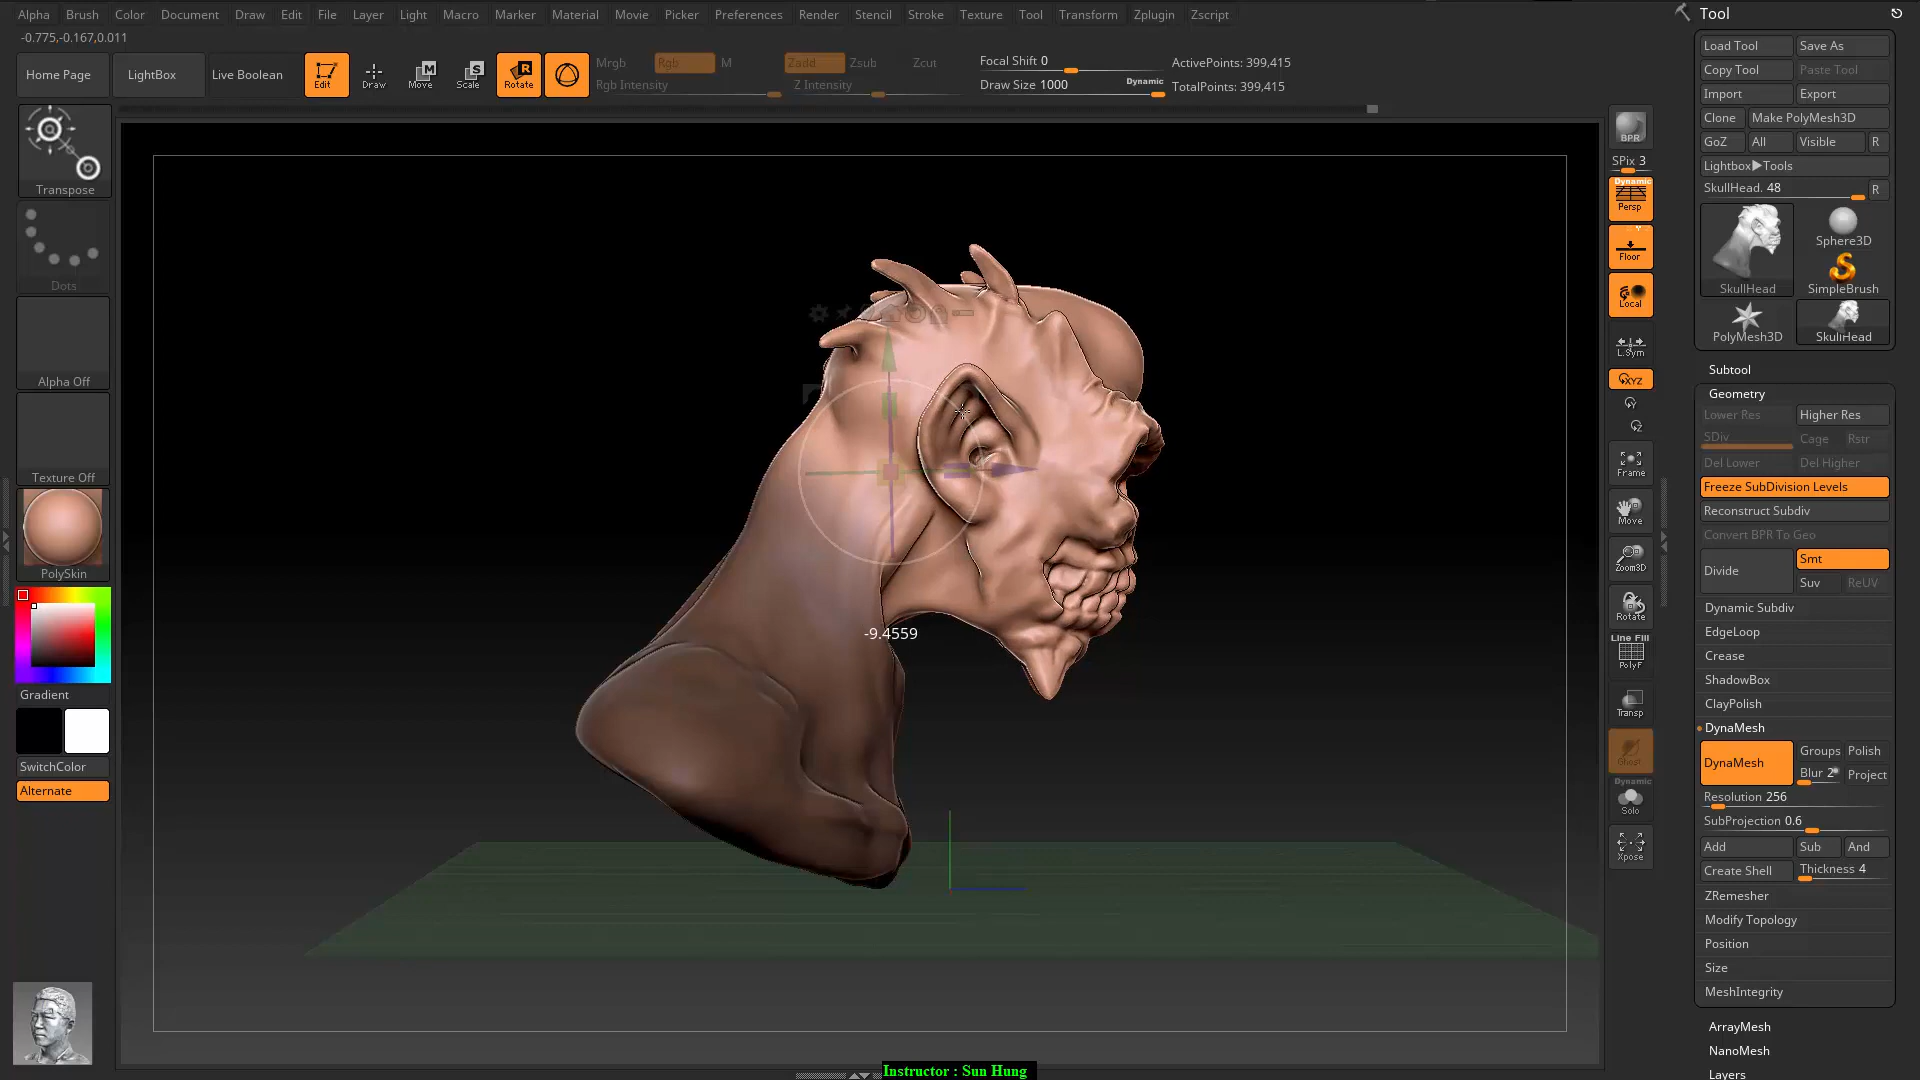 Alpha Brush Color Document Draw Edit File Layer Light Macro Marker Material Movie Picker Preferences Render Stencil Stroke Texture Tool Transform Zplugin Zscript
Tool
-0.775,-0.167,0.011
Home Page LightBox Live Boolean Edit Draw Move Scale Rotate
Mrgb Rgb M
Rgb Intensity
Zadd Zsub Zcut
Z Intensity
Focal Shift 0
Draw Size 1000 Dynamic
ActivePoints: 399,415
TotalPoints: 399,415
Transpose
Dots
Alpha Off
Texture Off
PolySkin
Gradient
SwitchColor
Alternate
-9.4559
Instructor : Sun Hung
BPR
SPix 3
Dynamic
Persp
Floor
Local
L.Sym
XYZ
Frame
Move
Zoom3D
Rotate
Line Fill
PolyF
Transp
Ghost
Dynamic
Solo
Xpose
Load Tool Save As
Copy Tool Paste Tool
Import Export
Clone Make PolyMesh3D
GoZ All Visible R
Lightbox▶Tools
SkullHead. 48 R
SkullHead Sphere3D
SimpleBrush
PolyMesh3D SkullHead
Subtool
Geometry
Lower Res Higher Res
SDiv Cage Rstr
Del Lower Del Higher
Freeze SubDivision Levels
Reconstruct Subdiv
Convert BPR To Geo
Divide Smt
Suv ReUV
Dynamic Subdiv
EdgeLoop
Crease
ShadowBox
ClayPolish
DynaMesh
DynaMesh Groups Polish
Blur 2 Project
Resolution 256
SubProjection 0.6
Add Sub And
Create Shell Thickness 4
ZRemesher
Modify Topology
Position
Size
MeshIntegrity
ArrayMesh
NanoMesh
Layers